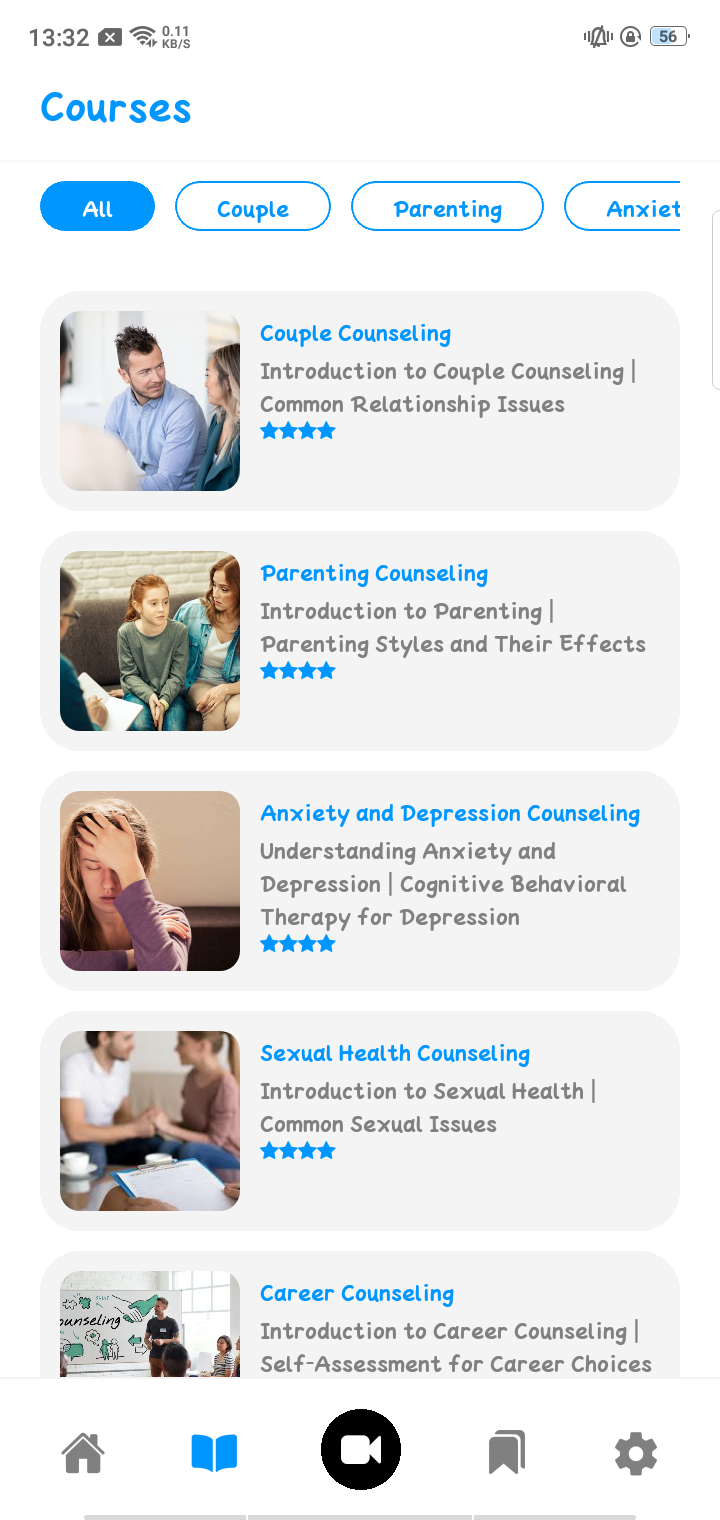 13:32 0.11 KB/S 56
Courses
All Couple Parenting Anxiet
Couple Counseling
Introduction to Couple Counseling |
Common Relationship Issues
Parenting Counseling
Introduction to Parenting |
Parenting Styles and Their Effects
Anxiety and Depression Counseling
Understanding Anxiety and
Depression | Cognitive Behavioral
Therapy for Depression
Sexual Health Counseling
Introduction to Sexual Health |
Common Sexual Issues
ounseling
Career Counseling
Introduction to Career Counseling |
Self-Assessment for Career Choices